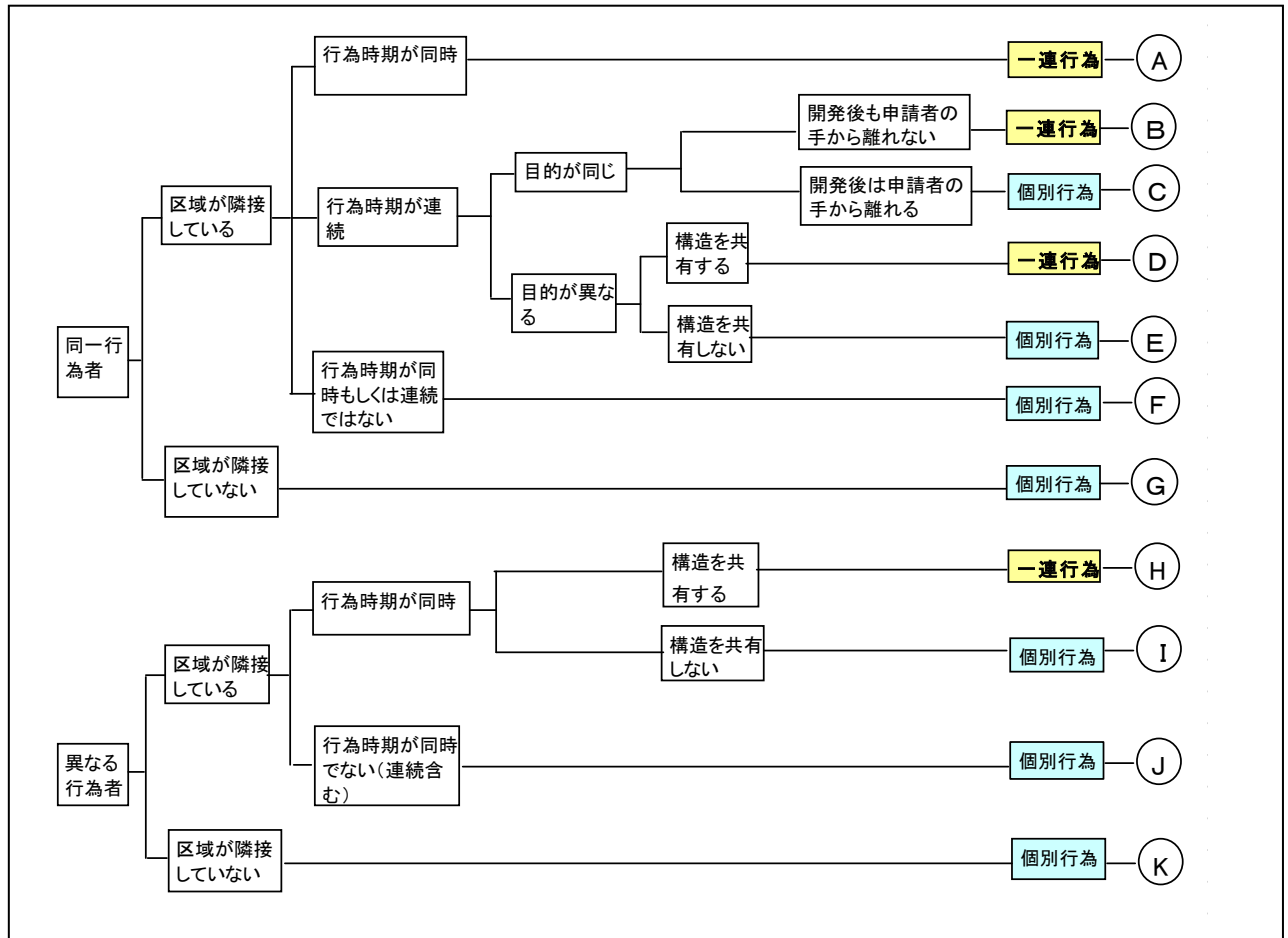 行為時期が同時
一連行為
A
開発後も申請者の
手から離れない
一連行為
B
目的が同じ
開発後は申請者の
手から離れる
個別行為
C
区域が隣接
している
行為時期が連
続
構造を共
有する
一連行為
D
目的が異な
る
構造を共
有しない
個別行為
E
同一行
為者
行為時期が同
時もしくは連続
ではない
個別行為
F
区域が隣接
していない
個別行為
G
構造を共
有する
一連行為
H
行為時期が同時
構造を共有
しない
個別行為
I
区域が隣接
している
行為時期が同時
でない(連続含
む)
個別行為
J
異なる
行為者
区域が隣接
していない
個別行為
K